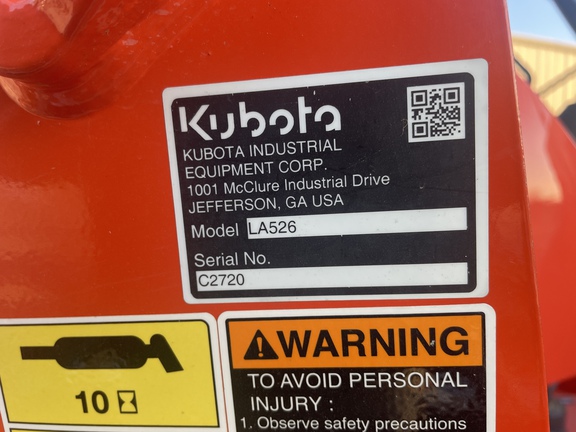 Kubota
KUBOTA INDUSTRIAL
EQUIPMENT CORP.
1001 McClure Industrial Drive
JEFFERSON, GA USA
Model LA526
Serial No.
C2720
10
WARNING
TO AVOID PERSONAL
INJURY :
1. Observe safety precautions